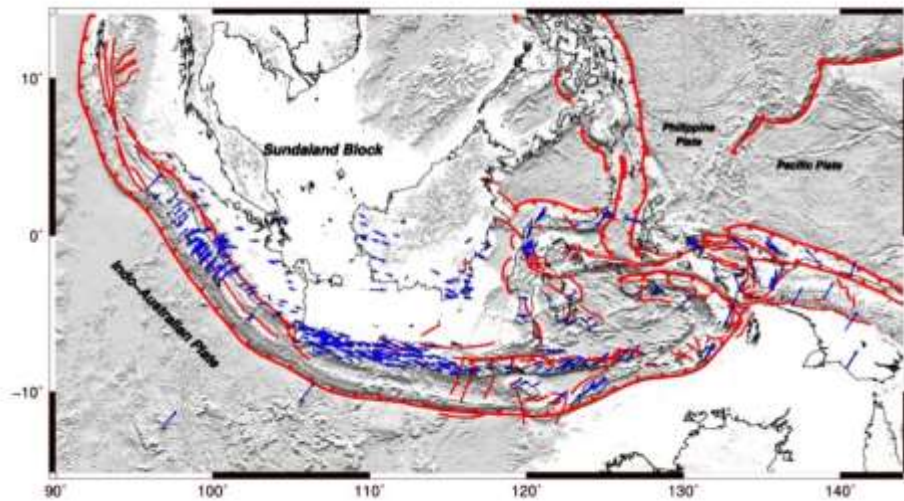 10°
0°
−10°
90°
100°
110°
120°
130°
140°
Sundaland Block
Philippine
Plate
Pacific Plate
Indo-Australian Plate